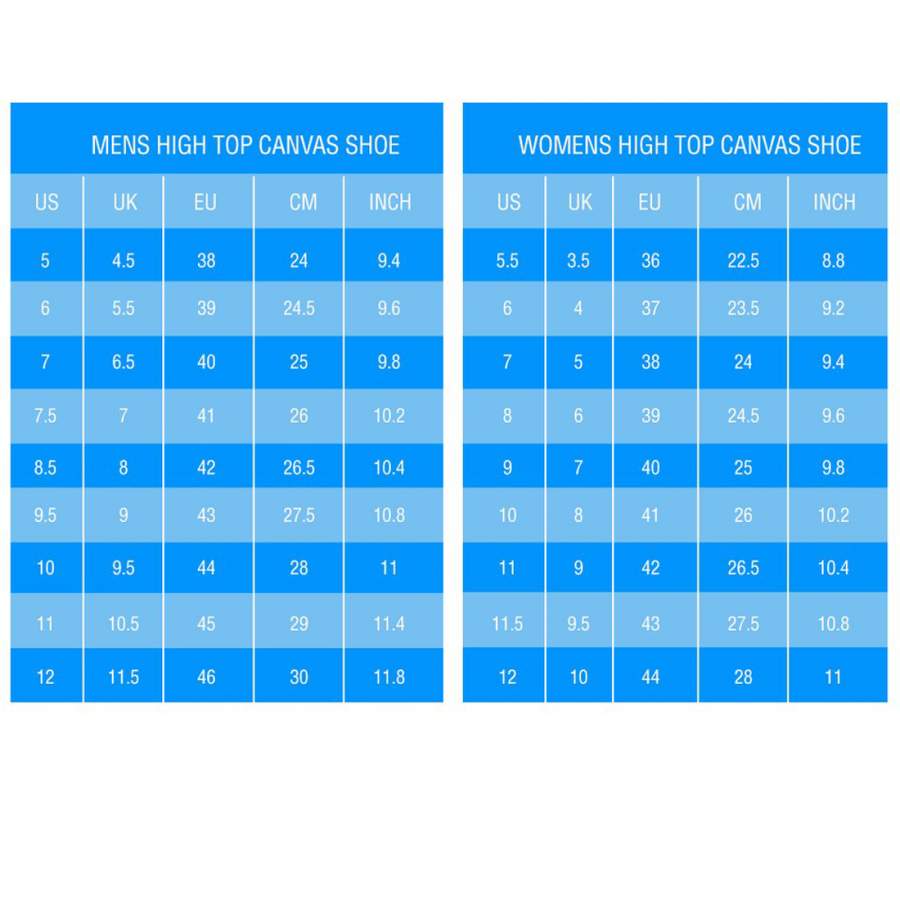 MENS HIGH TOP CANVAS SHOE
US UK EU CM INCH
5 4.5 38 24 9.4
6 5.5 39 24.5 9.6
7 6.5 40 25 9.8
7.5 7 41 26 10.2
8.5 8 42 26.5 10.4
9.5 9 43 27.5 10.8
10 9.5 44 28 11
11 10.5 45 29 11.4
12 11.5 46 30 11.8
WOMENS HIGH TOP CANVAS SHOE
US UK EU CM INCH
5.5 3.5 36 22.5 8.8
6 4 37 23.5 9.2
7 5 38 24 9.4
8 6 39 24.5 9.6
9 7 40 25 9.8
10 8 41 26 10.2
11 9 42 26.5 10.4
11.5 9.5 43 27.5 10.8
12 10 44 28 11